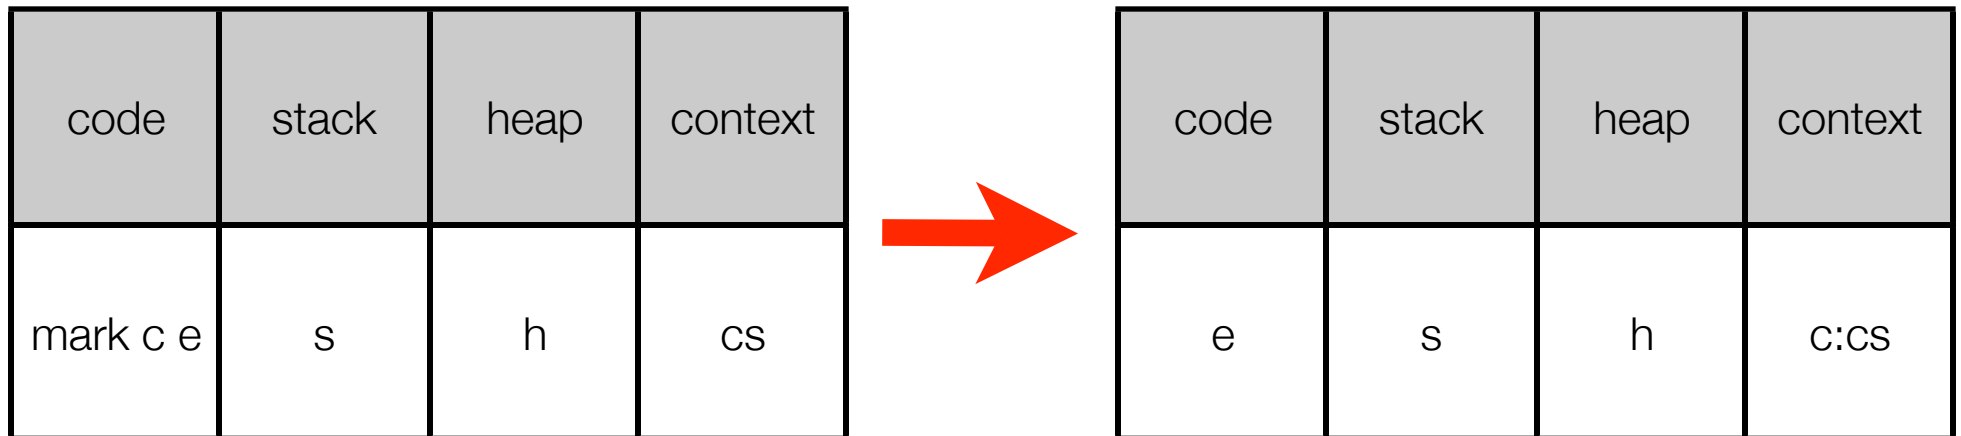 code stack heap context
mark c e s h cs
code stack heap context
e s h c:cs